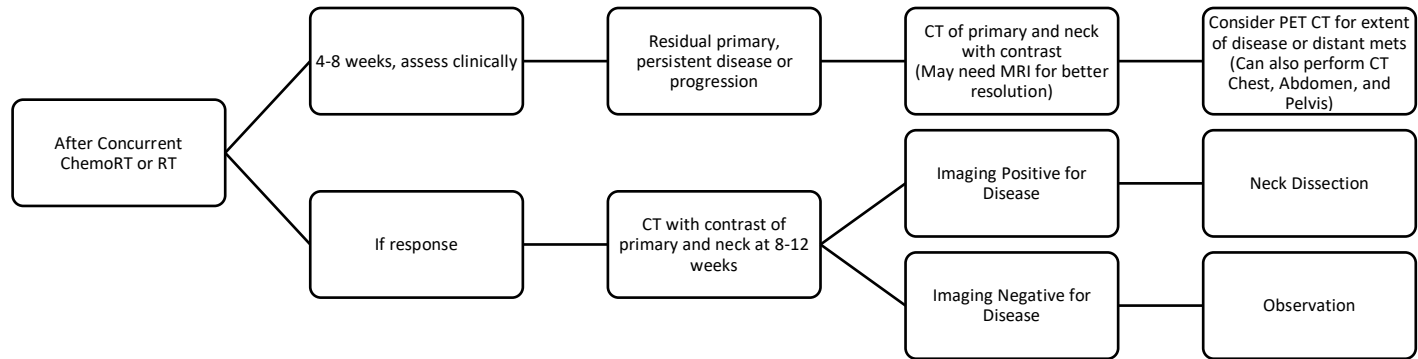 After Concurrent
ChemoRT or RT
4-8 weeks, assess clinically
Residual primary,
persistent disease or
progression
CT of primary and neck
with contrast
(May need MRI for better
resolution)
Consider PET CT for extent
of disease or distant mets
(Can also perform CT
Chest, Abdomen, and
Pelvis)
If response
CT with contrast of
primary and neck at 8-12
weeks
Imaging Positive for
Disease
Neck Dissection
Imaging Negative for
Disease
Observation